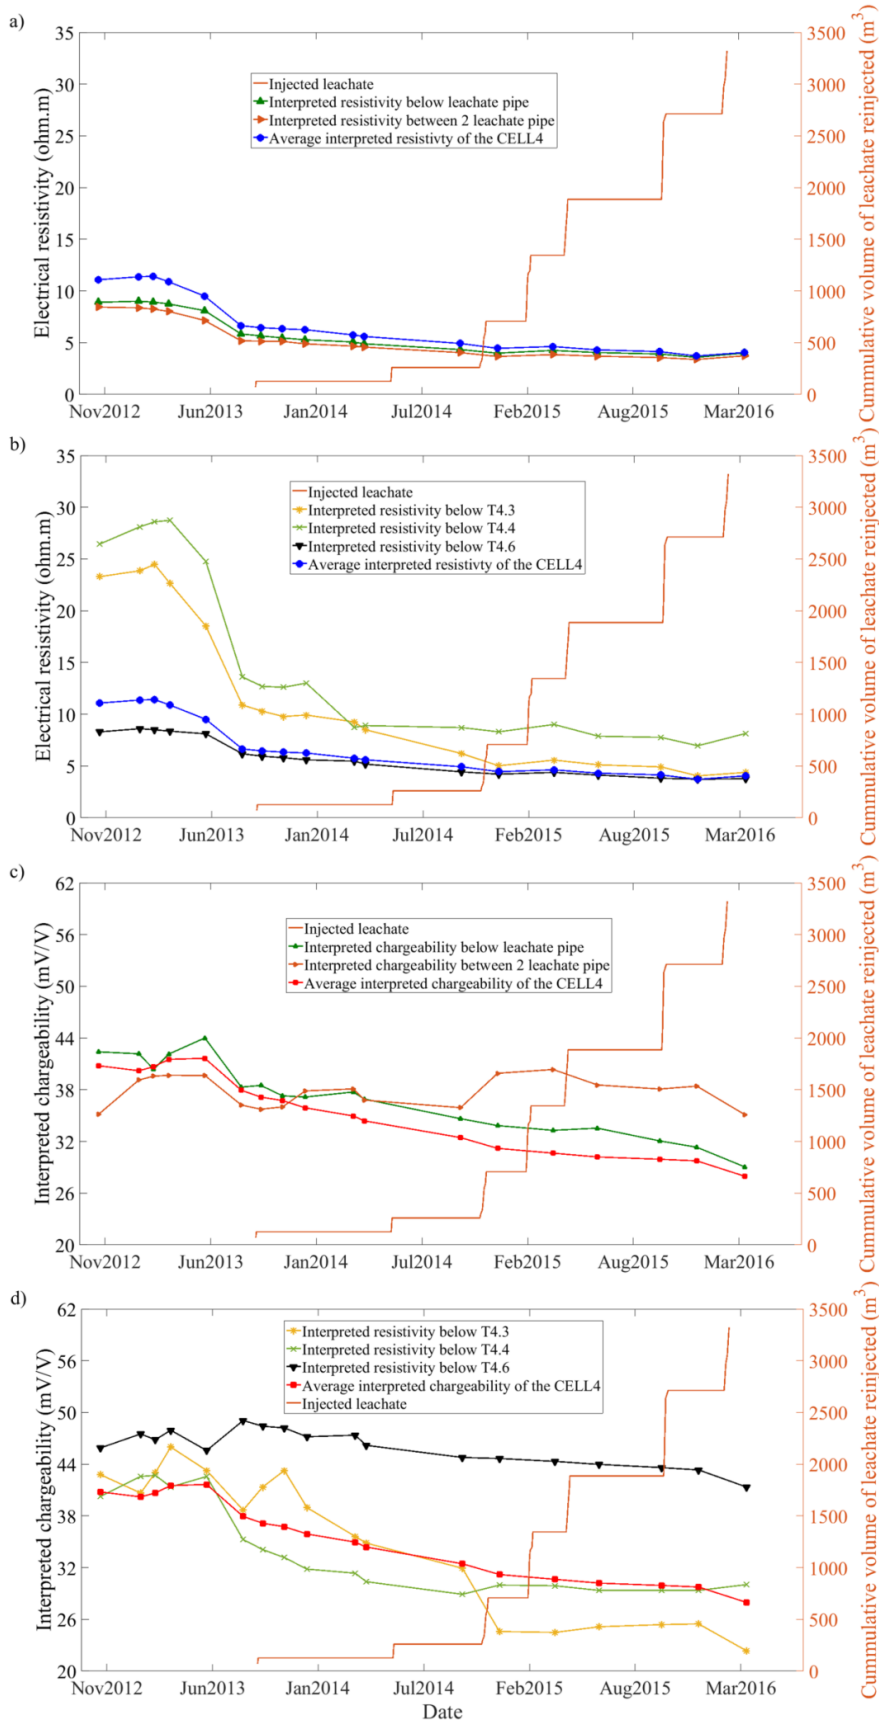 a)
35
30
25
20
15
10
5
0
Electrical resistivity (ohm.m)
Injected leachate
Interpreted resistivity below leachate pipe
Interpreted resistivity between 2 leachate pipe
Average interpreted resistivty of the CELL4
3500
3000
2500
2000
1500
1000
500
0
Cummulative volume of leachate reinjected (m³)
Nov2012 Jun2013 Jan2014 Jul2014 Feb2015 Aug2015 Mar2016
b)
35
30
25
20
15
10
5
0
Electrical resistivity (ohm.m)
Injected leachate
Interpreted resistivity below T4.3
Interpreted resistivity below T4.4
Interpreted resistivity below T4.6
Average interpreted resistivty of the CELL4
3500
3000
2500
2000
1500
1000
500
0
Cummulative volume of leachate reinjected (m³)
Nov2012 Jun2013 Jan2014 Jul2014 Feb2015 Aug2015 Mar2016
c)
62
56
50
44
38
32
26
20
Interpreted chargeability (mV/V)
Injected leachate
Interpreted chargeability below leachate pipe
Interpreted chargeability between 2 leachate pipe
Average interpreted chargeability of the CELL4
3500
3000
2500
2000
1500
1000
500
0
Cummulative volume of leachate reinjected (m³)
Nov2012 Jun2013 Jan2014 Jul2014 Feb2015 Aug2015 Mar2016
d)
62
56
50
44
38
32
26
20
Interpreted chargeability (mV/V)
Interpreted resistivity below T4.3
Interpreted resistivity below T4.4
Interpreted resistivity below T4.6
Average interpreted chargeability of the CELL4
Injected leachate
3500
3000
2500
2000
1500
1000
500
0
Cummulative volume of leachate reinjected (m³)
Nov2012 Jun2013 Jan2014 Jul2014 Feb2015 Aug2015 Mar2016
Date